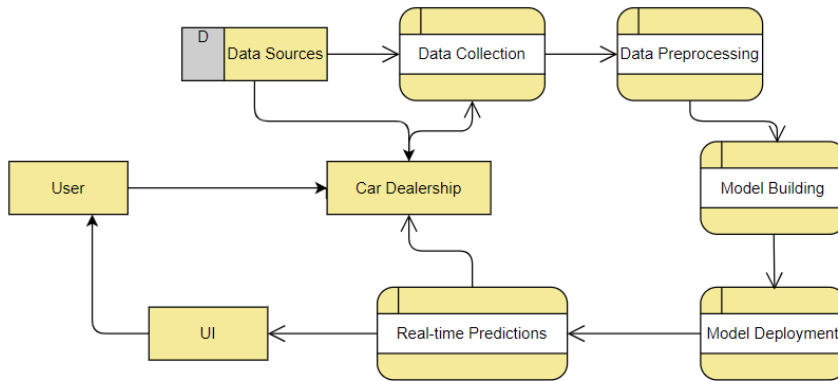 D
Data Sources
Data Collection
Data Preprocessing
User
Car Dealership
Model Building
UI
Real-time Predictions
Model Deployment